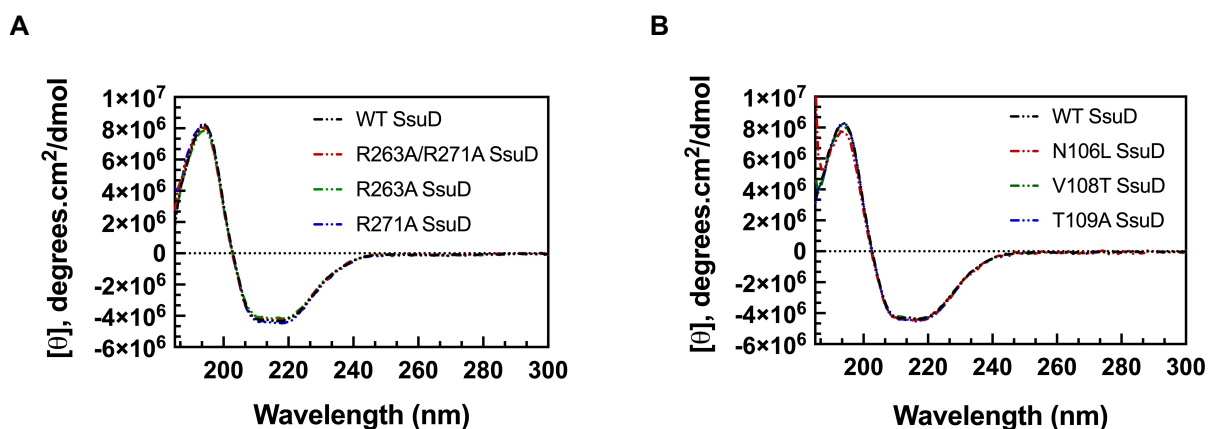 A
[θ], degrees.cm²/dmol
1×10⁷
8×10⁶
6×10⁶
4×10⁶
2×10⁶
0
-2×10⁶
-4×10⁶
-6×10⁶
WT SsuD
R263A/R271A SsuD
R263A SsuD
R271A SsuD
200 220 240 260 280 300
Wavelength (nm)
B
[θ], degrees.cm²/dmol
1×10⁷
8×10⁶
6×10⁶
4×10⁶
2×10⁶
0
-2×10⁶
-4×10⁶
-6×10⁶
WT SsuD
N106L SsuD
V108T SsuD
T109A SsuD
200 220 240 260 280 300
Wavelength (nm)